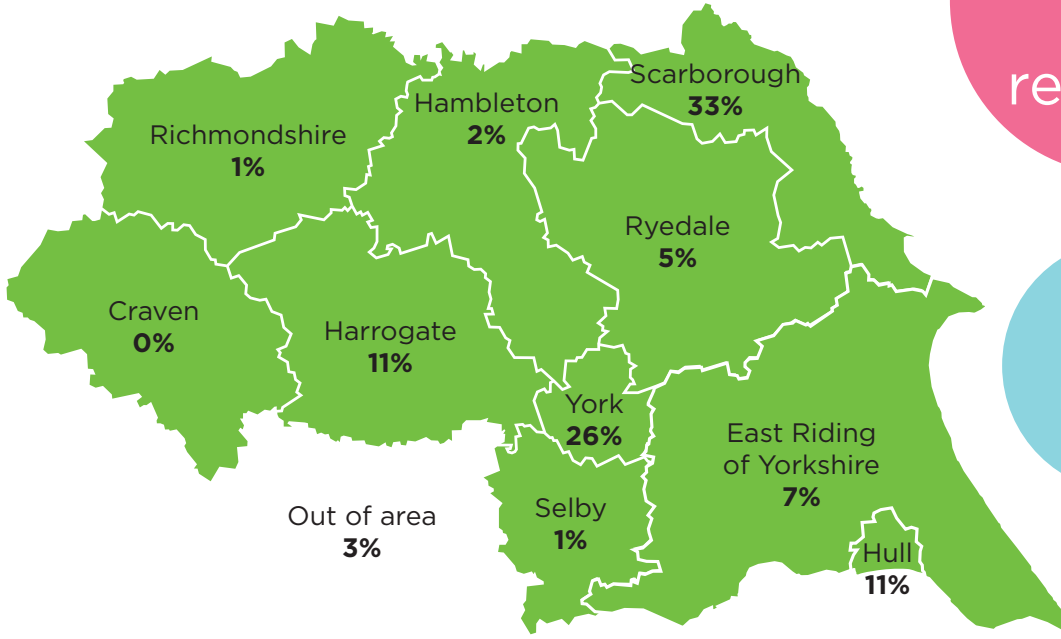 re
Scarborough
33%
Hambleton
2%
Richmondshire
1%
Ryedale
5%
Craven
0%
Harrogate
11%
York
26%
East Riding
of Yorkshire
7%
Out of area
3%
Selby
1%
Hull
11%